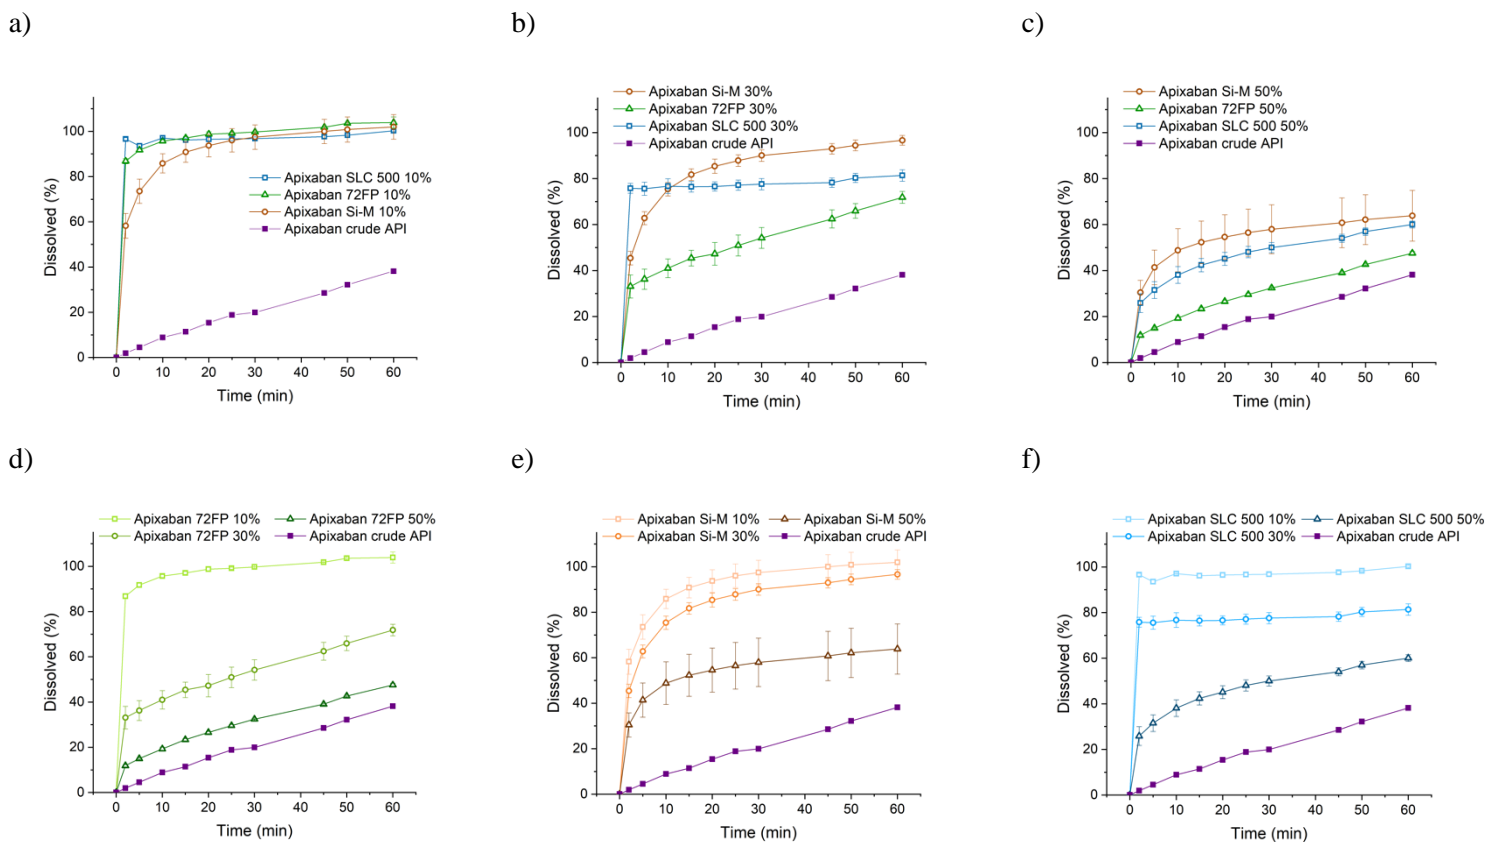 a)
b)
c)
Apixaban SLC 500 10%
Apixaban 72FP 10%
Apixaban Si-M 10%
Apixaban crude API
Dissolved (%)
100
80
60
40
20
0
0 10 20 30 40 50 60
Time (min)
Apixaban Si-M 30%
Apixaban 72FP 30%
Apixaban SLC 500 30%
Apixaban crude API
Dissolved (%)
100
80
60
40
20
0
0 10 20 30 40 50 60
Time (min)
Apixaban Si-M 50%
Apixaban 72FP 50%
Apixaban SLC 500 50%
Apixaban crude API
Dissolved (%)
100
80
60
40
20
0
0 10 20 30 40 50 60
Time (min)
d)
e)
f)
Apixaban 72FP 10% Apixaban 72FP 50%
Apixaban 72FP 30% Apixaban crude API
Dissolved (%)
100
80
60
40
20
0
0 10 20 30 40 50 60
Time (min)
Apixaban Si-M 10% Apixaban Si-M 50%
Apixaban Si-M 30% Apixaban crude API
Dissolved (%)
100
80
60
40
20
0
0 10 20 30 40 50 60
Time (min)
Apixaban SLC 500 10% Apixaban SLC 500 50%
Apixaban SLC 500 30% Apixaban crude API
Dissolved (%)
100
80
60
40
20
0
0 10 20 30 40 50 60
Time (min)